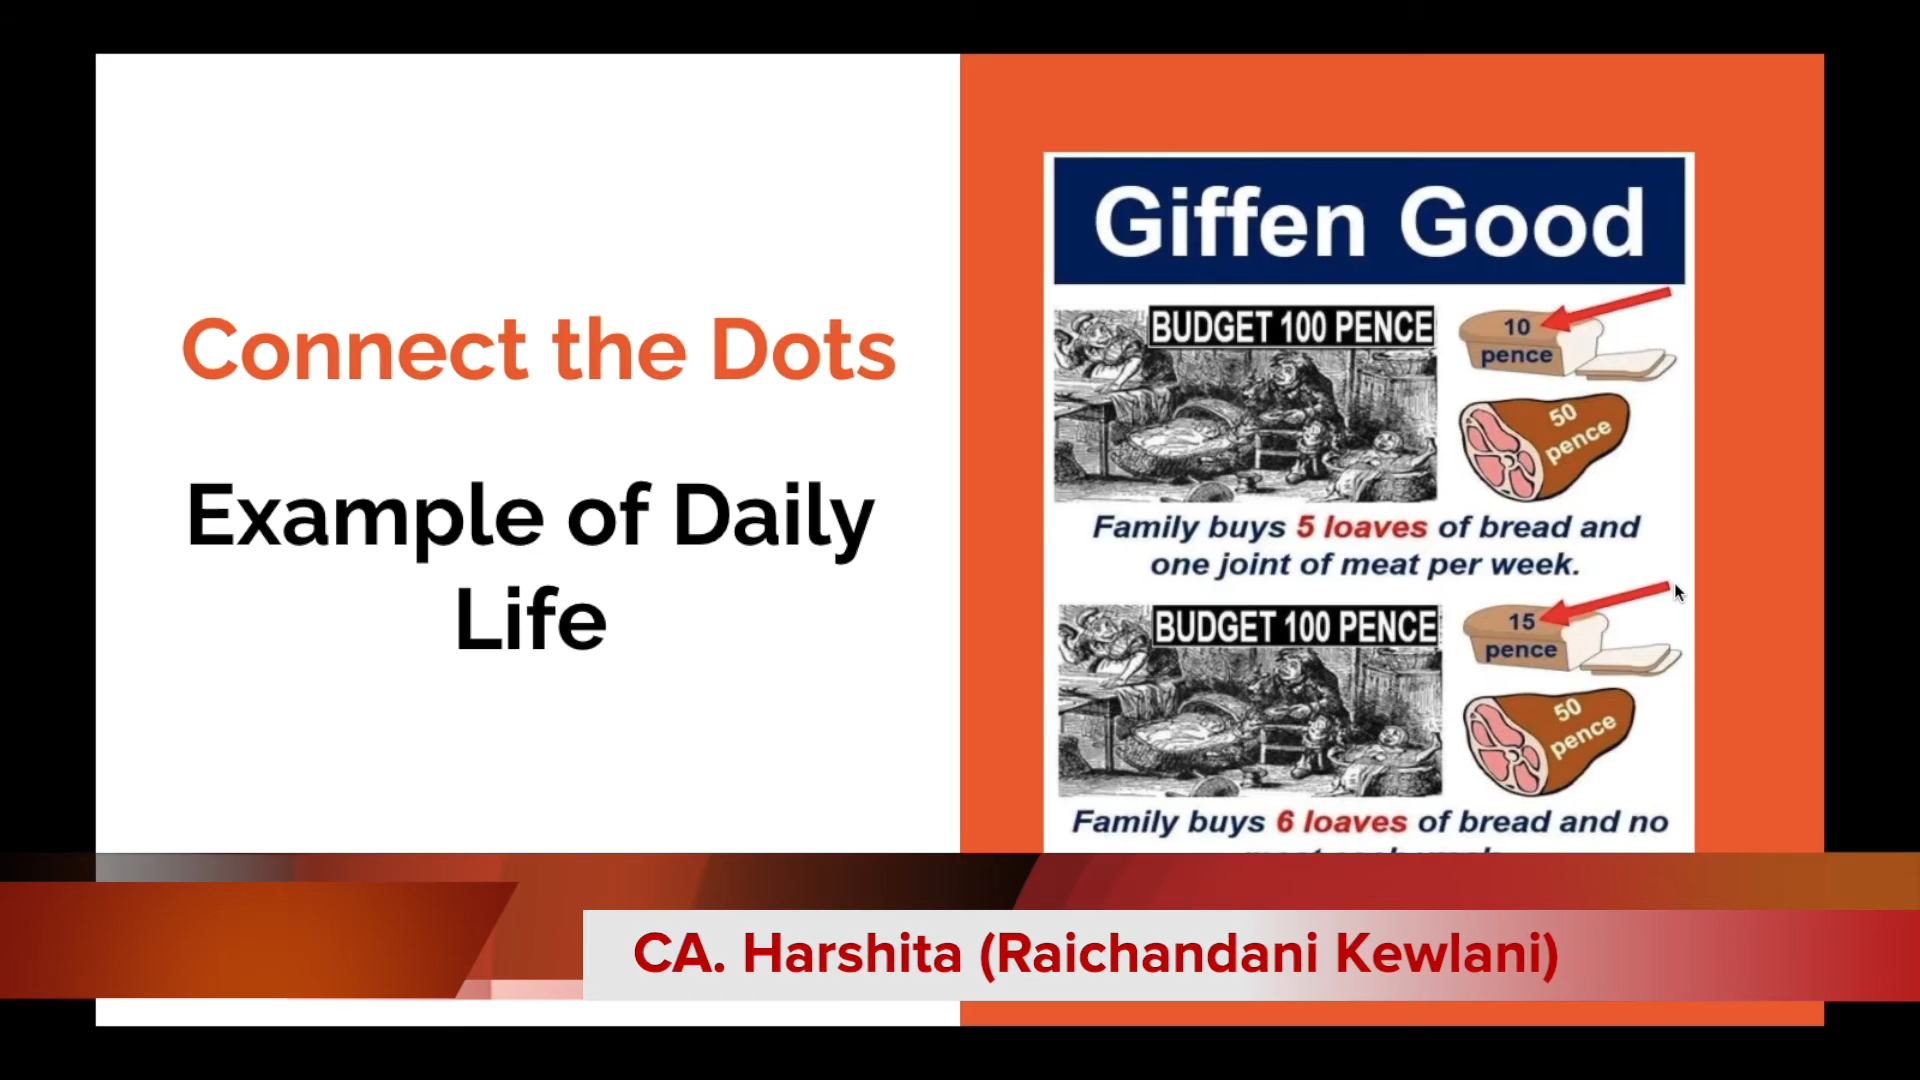 Connect the Dots
Example of Daily
Life
Giffen Good
BUDGET 100 PENCE
10
pence
50
pence
Family buys 5 loaves of bread and
one joint of meat per week.
BUDGET 100 PENCE
15
pence
50
pence
Family buys 6 loaves of bread and no
CA. Harshita (Raichandani Kewlani)